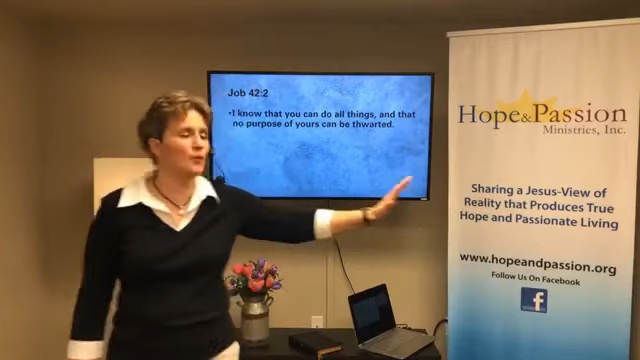 Job 42:2
•I know that you can do all things, and that
no purpose of yours can be thwarted.
Hope&Passion
Ministries, Inc.
Sharing a Jesus-View of
Reality that Produces True
Hope and Passionate Living
www.hopeandpassion.org
Follow Us On Facebook
f